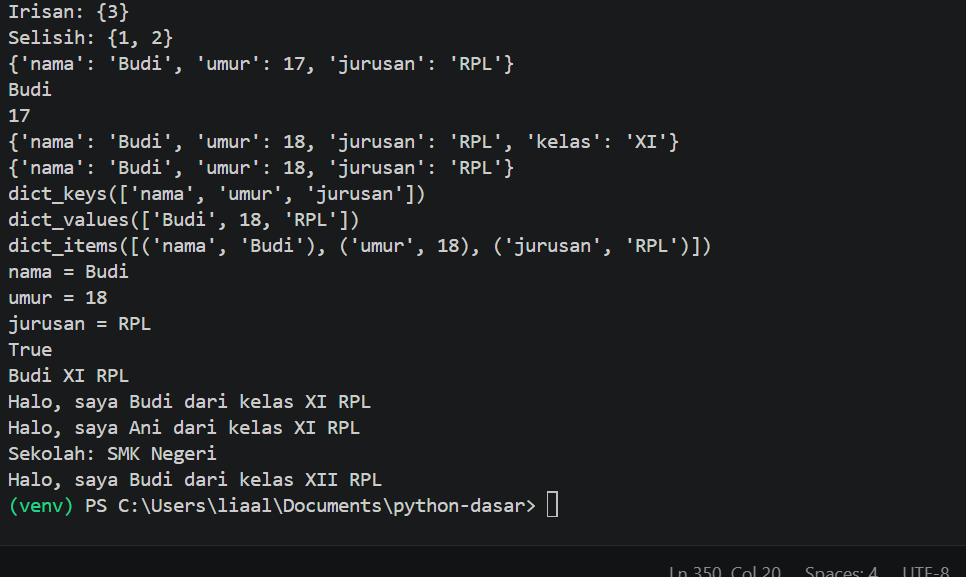 Irisan: {3}
Selisih: {1, 2}
{'nama': 'Budi', 'umur': 17, 'jurusan': 'RPL'}
Budi
17
{'nama': 'Budi', 'umur': 18, 'jurusan': 'RPL', 'kelas': 'XI'}
{'nama': 'Budi', 'umur': 18, 'jurusan': 'RPL'}
dict_keys(['nama', 'umur', 'jurusan'])
dict_values(['Budi', 18, 'RPL'])
dict_items([('nama', 'Budi'), ('umur', 18), ('jurusan', 'RPL')])
nama = Budi
umur = 18
jurusan = RPL
True
Budi XI RPL
Halo, saya Budi dari kelas XI RPL
Halo, saya Ani dari kelas XI RPL
Sekolah: SMK Negeri
Halo, saya Budi dari kelas XII RPL
(venv) PS C:\Users\liaal\Documents\python-dasar>
Ln 350, Col 20 Spaces: 4 UTF-8